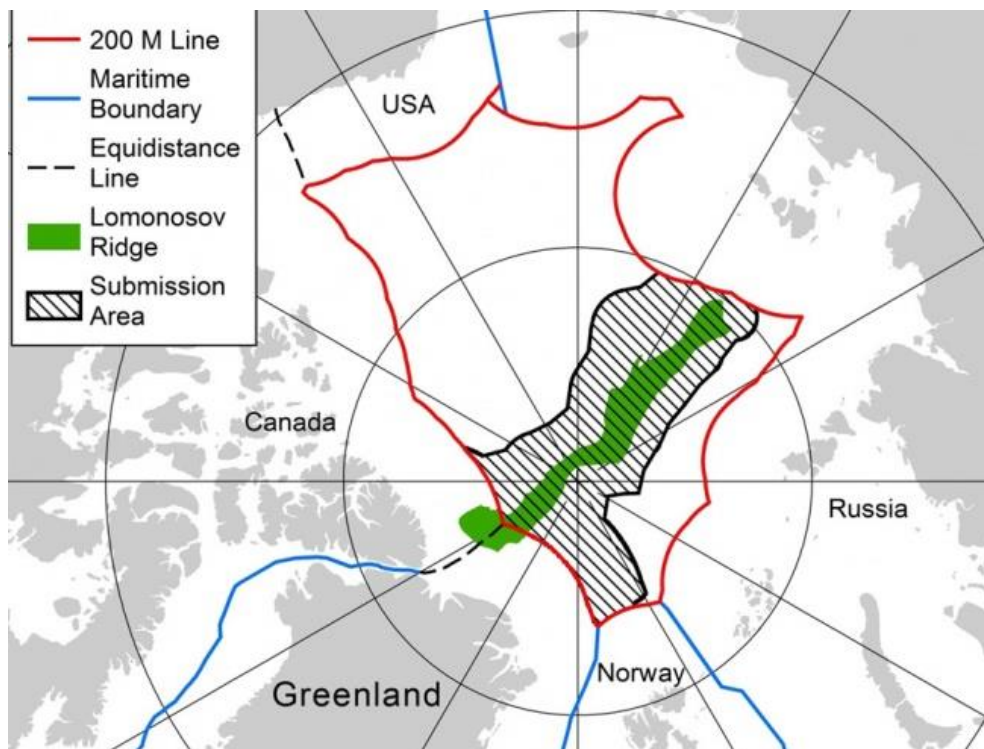 200 M Line
Maritime
Boundary
Equidistance
Line
Lomonosov
Ridge
Submission
Area
USA
Canada
Russia
Norway
Greenland